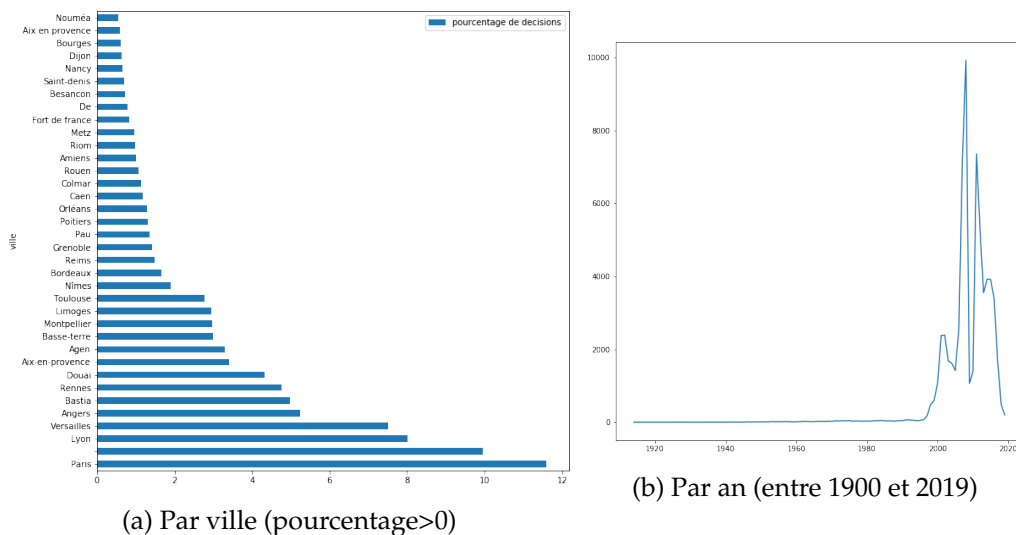 Nouméa
Aix en provence
Bourges
Dijon
Nancy
Saint-denis
Besancon
De
Fort de france
Metz
Riom
Amiens
Rouen
Colmar
Caen
Orléans
Poitiers
Pau
Grenoble
Reims
Bordeaux
Nîmes
Toulouse
Limoges
Montpellier
Basse-terre
Agen
Aix-en-provence
Douai
Rennes
Bastia
Angers
Versailles
Lyon
Paris
ville
pourcentage de decisions
0 2 4 6 8 10 12
(a) Par ville (pourcentage>0)
10000
8000
6000
4000
2000
0
1920 1940 1960 1980 2000 2020
(b) Par an (entre 1900 et 2019)